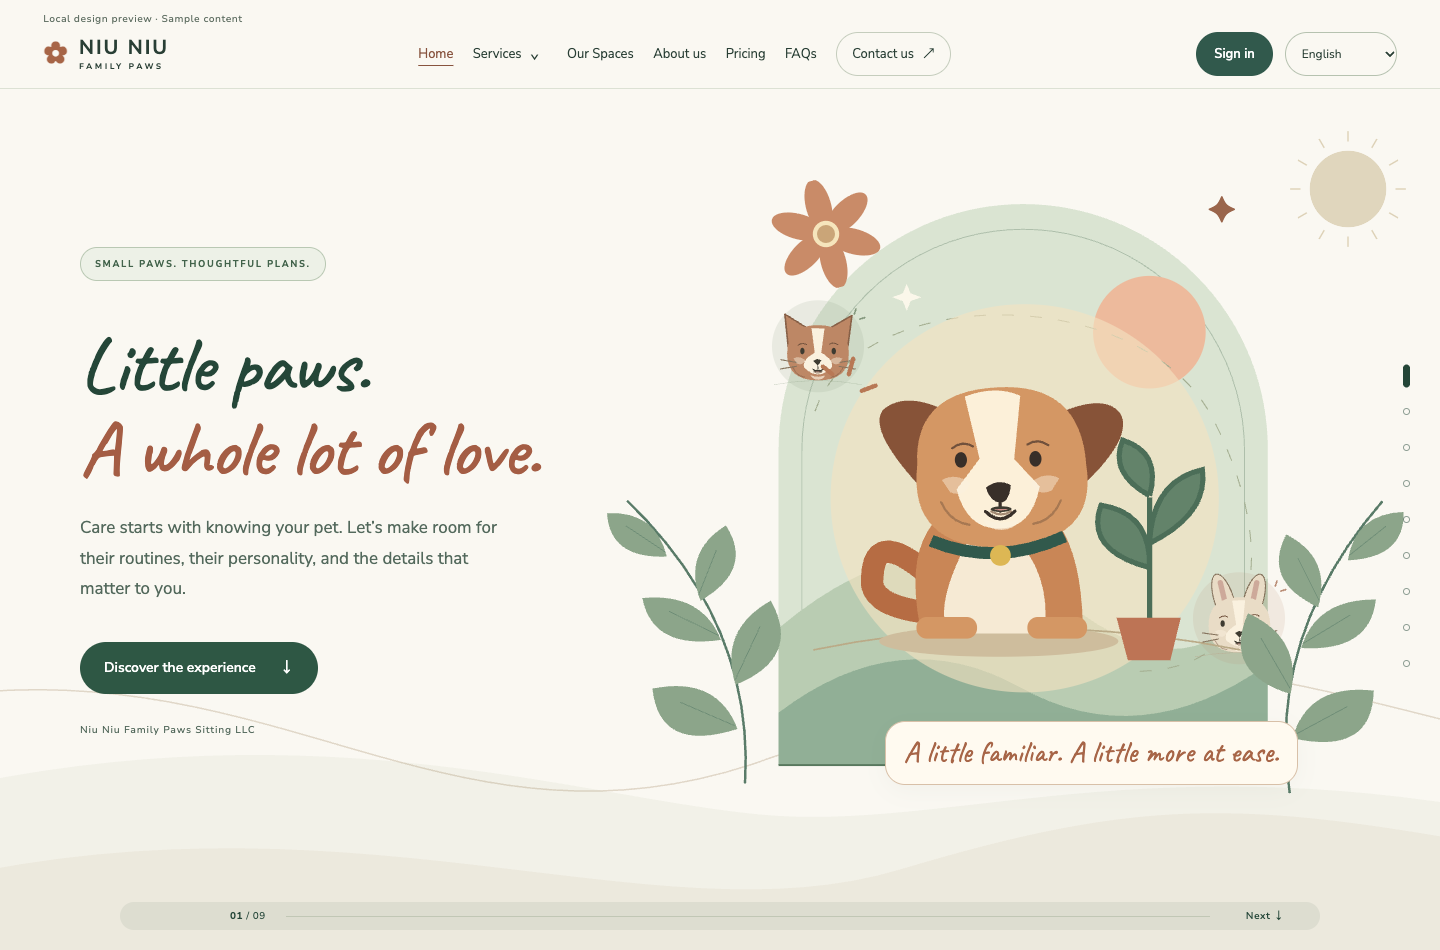 Local design preview · Sample content
NIU NIU
FAMILY PAWS
Home Services Our Spaces About us Pricing FAQs Contact us ↗
Sign in
English
SMALL PAWS. THOUGHTFUL PLANS.
Little paws.
A whole lot of love.
Care starts with knowing your pet. Let’s make room for
their routines, their personality, and the details that
matter to you.
Discover the experience ↓
Niu Niu Family Paws Sitting LLC
A little familiar. A little more at ease.
01 / 09
Next ↓